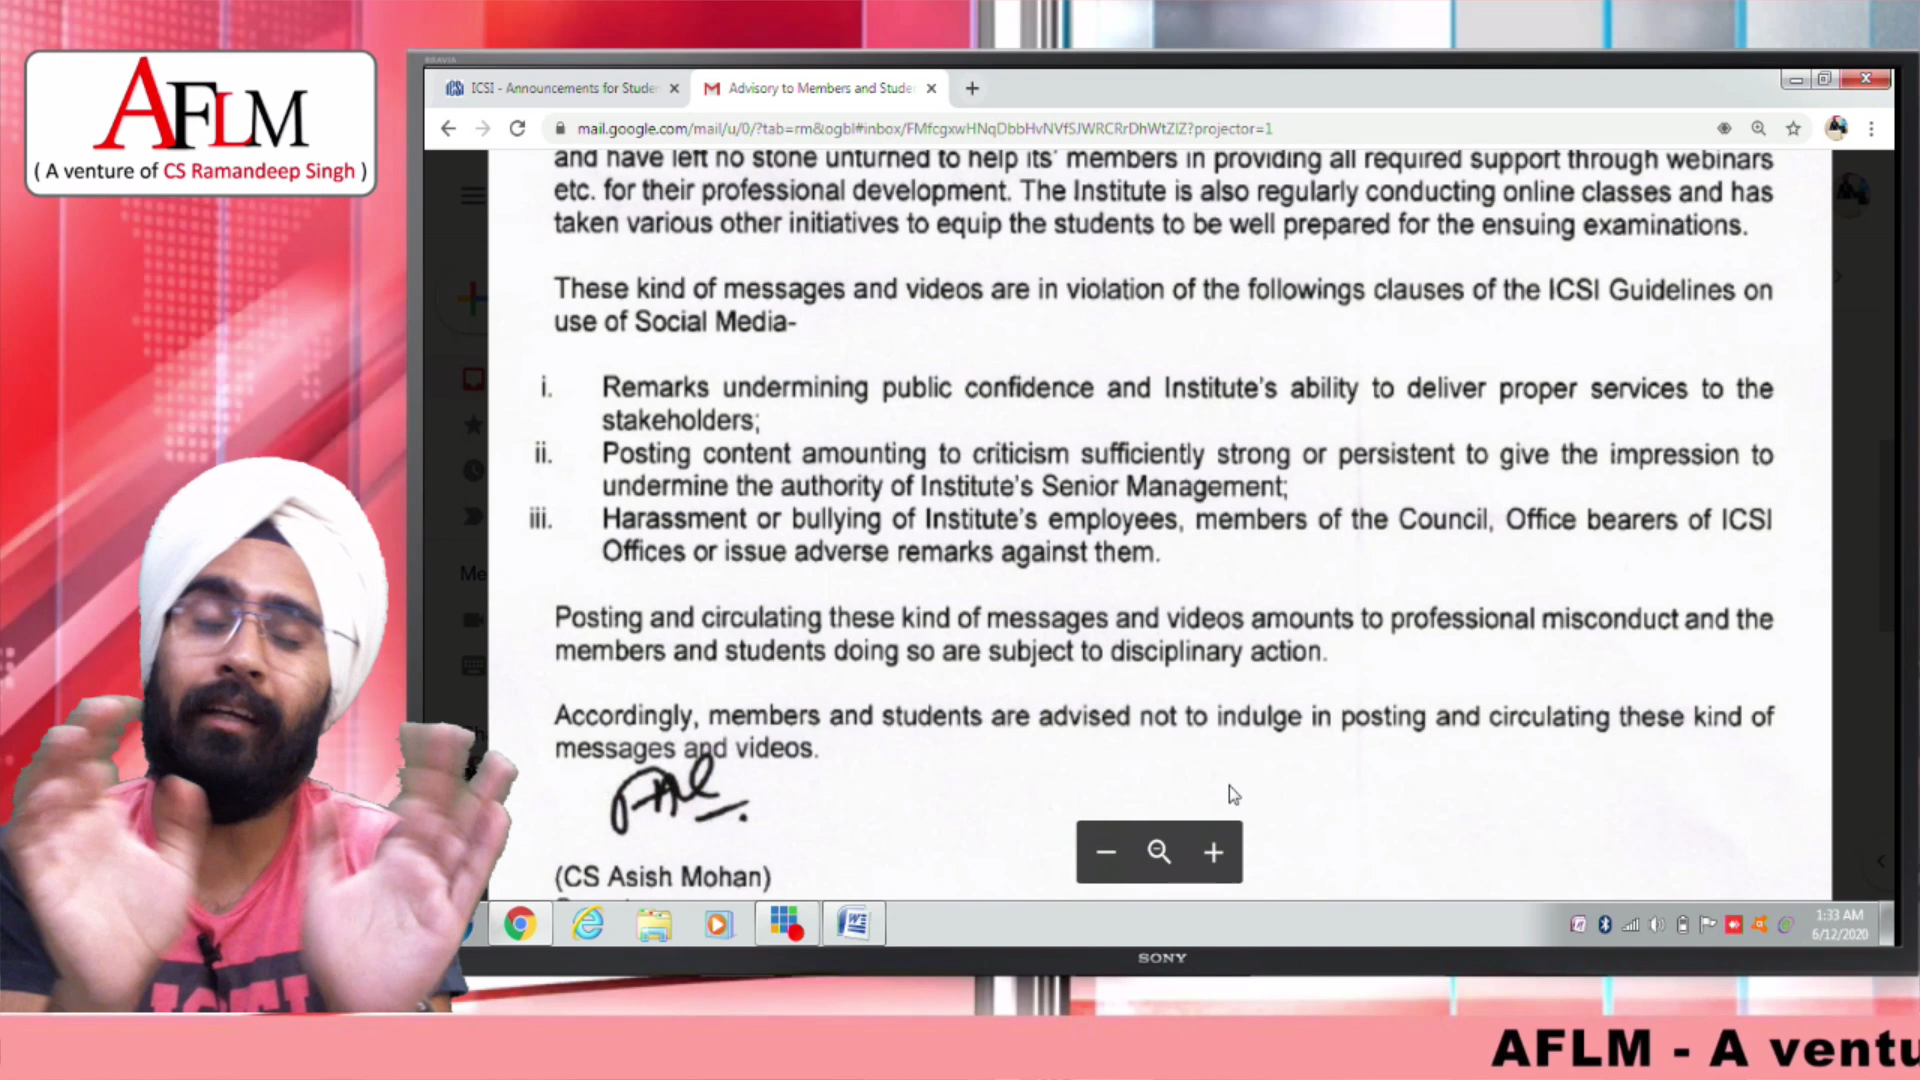 AFLM
( A venture of CS Ramandeep Singh )
BRAVIA
ICSI - Announcements for Stude
Advisory to Members and Stude
mail.google.com/mail/u/0/?tab=rm&ogbl#inbox/FMfcgxwHNqDbbHvNVfSJWRCRrDhWtZlZ?projector=1
and have left no stone unturned to help its' members in providing all required support through webinars
etc. for their professional development. The Institute is also regularly conducting online classes and has
taken various other initiatives to equip the students to be well prepared for the ensuing examinations.
These kind of messages and videos are in violation of the followings clauses of the ICSI Guidelines on
use of Social Media-
i. Remarks undermining public confidence and Institute's ability to deliver proper services to the
stakeholders;
ii. Posting content amounting to criticism sufficiently strong or persistent to give the impression to
undermine the authority of Institute's Senior Management;
iii. Harassment or bullying of Institute's employees, members of the Council, Office bearers of ICSI
Offices or issue adverse remarks against them.
Me
Posting and circulating these kind of messages and videos amounts to professional misconduct and the
members and students doing so are subject to disciplinary action.
Accordingly, members and students are advised not to indulge in posting and circulating these kind of
messages and videos.
(CS Asish Mohan)
1:33 AM
6/12/2020
SONY
AFLM - A ventu